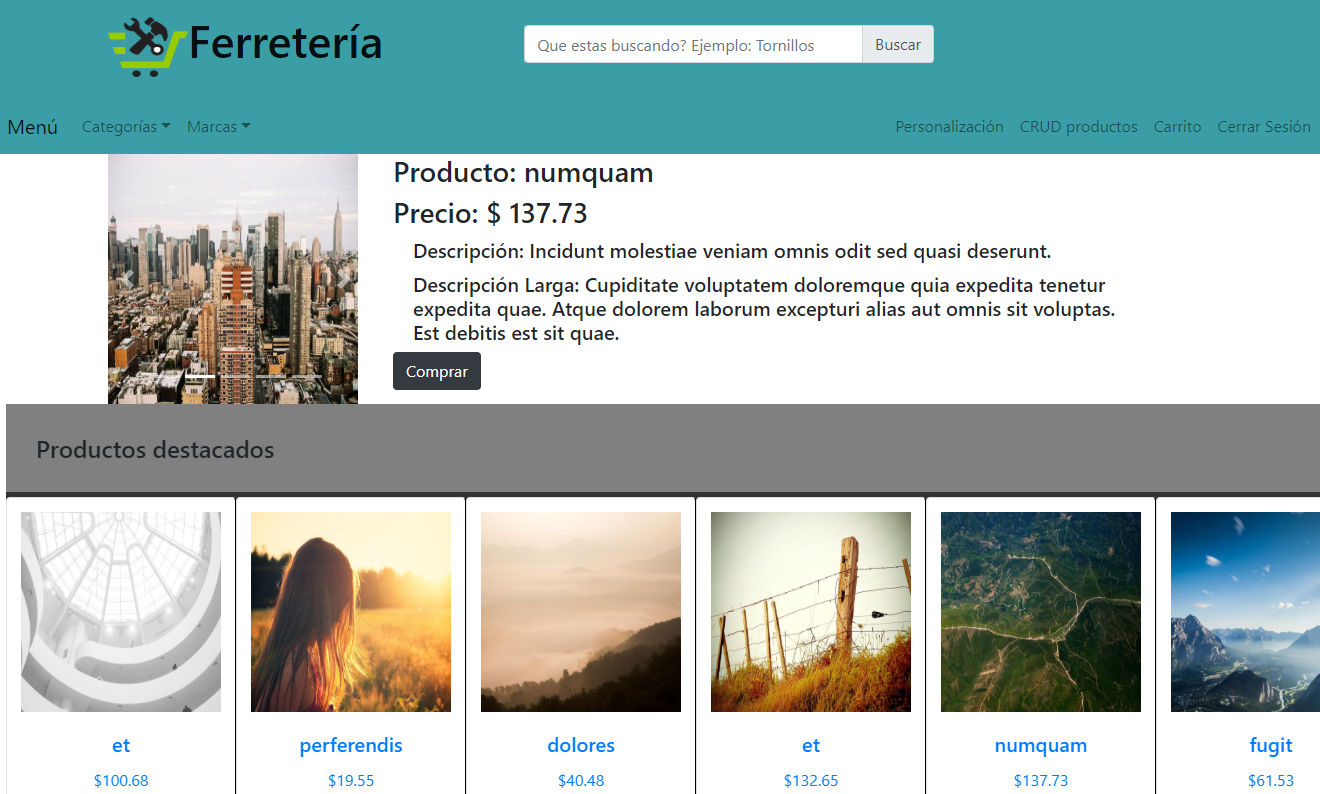 Ferretería
Que estas buscando? Ejemplo: Tornillos
Buscar
Menú
Categorías
Marcas
Personalización
CRUD productos
Carrito
Cerrar Sesión
Producto: numquam
Precio: $ 137.73
Descripción: Incidunt molestiae veniam omnis odit sed quasi deserunt.
Descripción Larga: Cupiditate voluptatem doloremque quia expedita tenetur
expedita quae. Atque dolorem laborum excepturi alias aut omnis sit voluptas.
Est debitis est sit quae.
Comprar
Productos destacados
et
$100.68
perferendis
$19.55
dolores
$40.48
et
$132.65
numquam
$137.73
fugit
$61.53